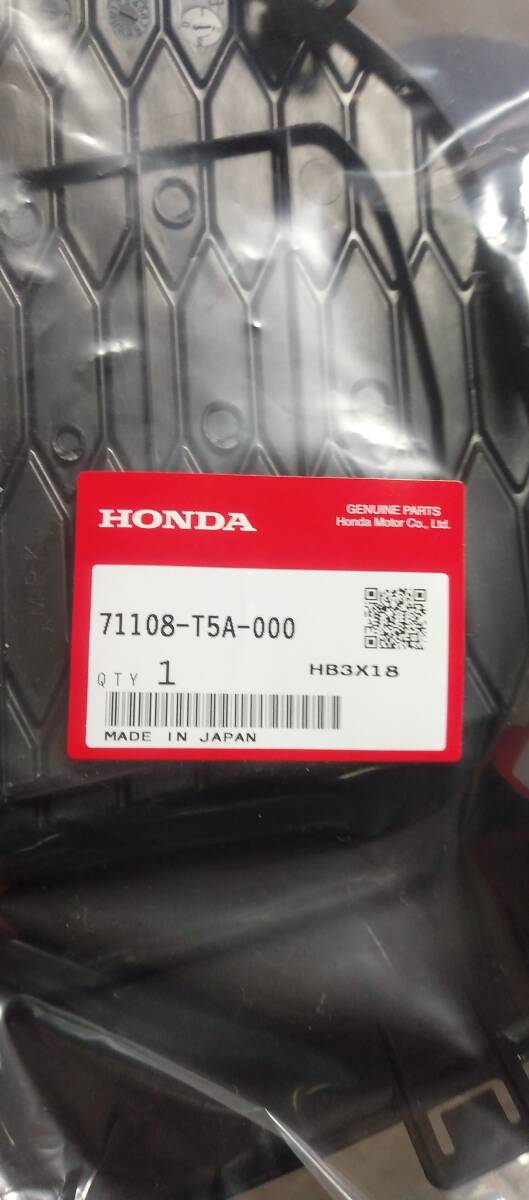 HONDA
GENUINE PARTS
Honda Motor Co., Ltd.
71108-T5A-000
QTY 1
HB3X18
MADE IN JAPAN